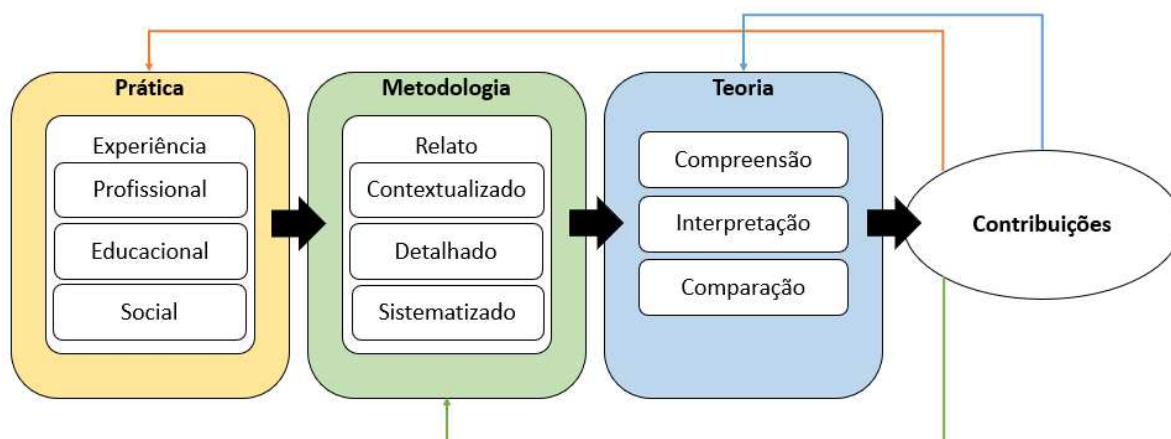 Prática
Experiência
Profissional
Educacional
Social
Metodologia
Relato
Contextualizado
Detalhado
Sistematizado
Teoria
Compreensão
Interpretação
Comparação
Contribuições